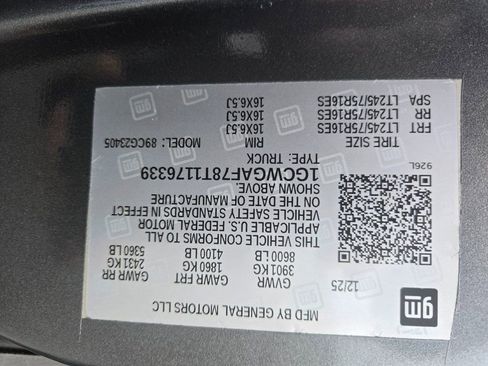 gm
MFD BY GENERAL MOTORS LLC
12/25
GVWR GAWR FRT GAWR RR
3901 KG 1860 KG 2431 KG
8600 LB 4100 LB 5360 LB
THIS VEHICLE CONFORMS TO ALL
APPLICABLE U.S. FEDERAL MOTOR
VEHICLE SAFETY STANDARDS IN EFFECT
ON THE DATE OF MANUFACTURE
SHOWN ABOVE.
1GCWGAF78T1176339
TYPE: TRUCK
926L MODEL: 89CG23405
TIRE SIZE RIM
FRT LT245/75R16ES 16X6.5J
RR LT245/75R16ES 16X6.5J
SPA LT245/75R16ES 16X6.5J